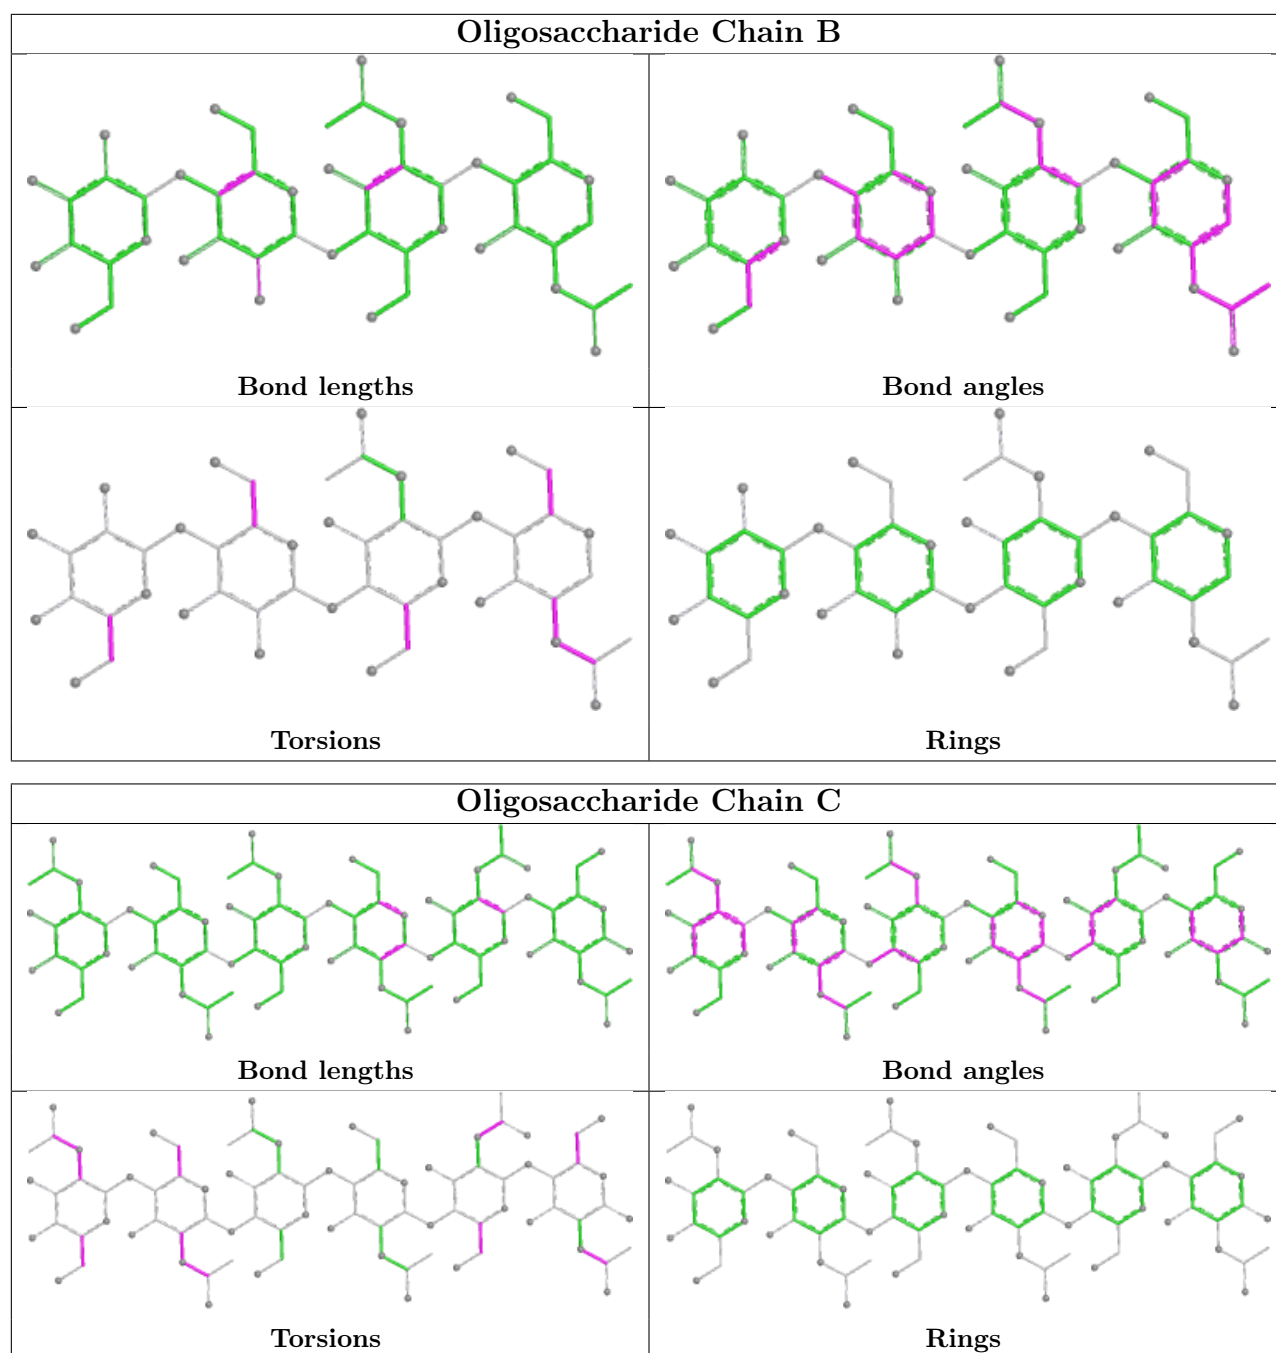 Oligosaccharide Chain B
Bond lengths
Bond angles
Torsions
Rings
Oligosaccharide Chain C
Bond lengths
Bond angles
Torsions
Rings